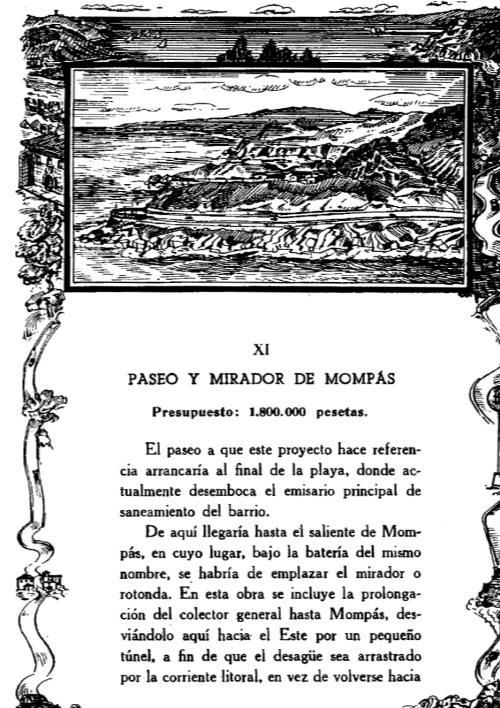 XI
PASEO Y MIRADOR DE MOMPÁS
Presupuesto: 1.800.000 pesetas.
El paseo a que este proyecto hace referen-
cia arrancaría al final de la playa, donde ac-
tualmente desemboca el emisario principal de
saneamiento del barrio.
De aquí llegaría hasta el saliente de Mom-
pás, en cuyo lugar, bajo la batería del mismo
nombre, se habría de emplazar el mirador o
rotonda. En esta obra se incluye la prolonga-
ción del colector general hasta Mompás, des-
viándolo aquí hacia el Este por un pequeño
túnel, a fin de que el desagüe sea arrastrado
por la corriente litoral, en vez de volverse hacia